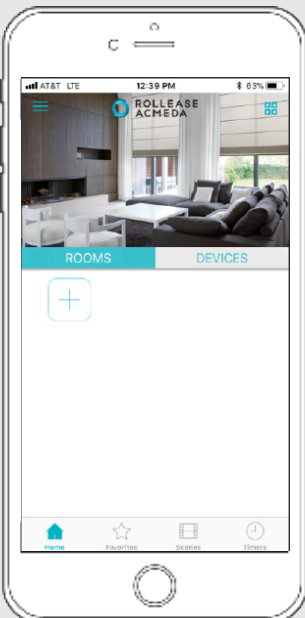 AT&T LTE 12:39 PM 63%
ROLLEASE
ACMEDA
ROOMS DEVICES
Home Favorites Scenes Timers